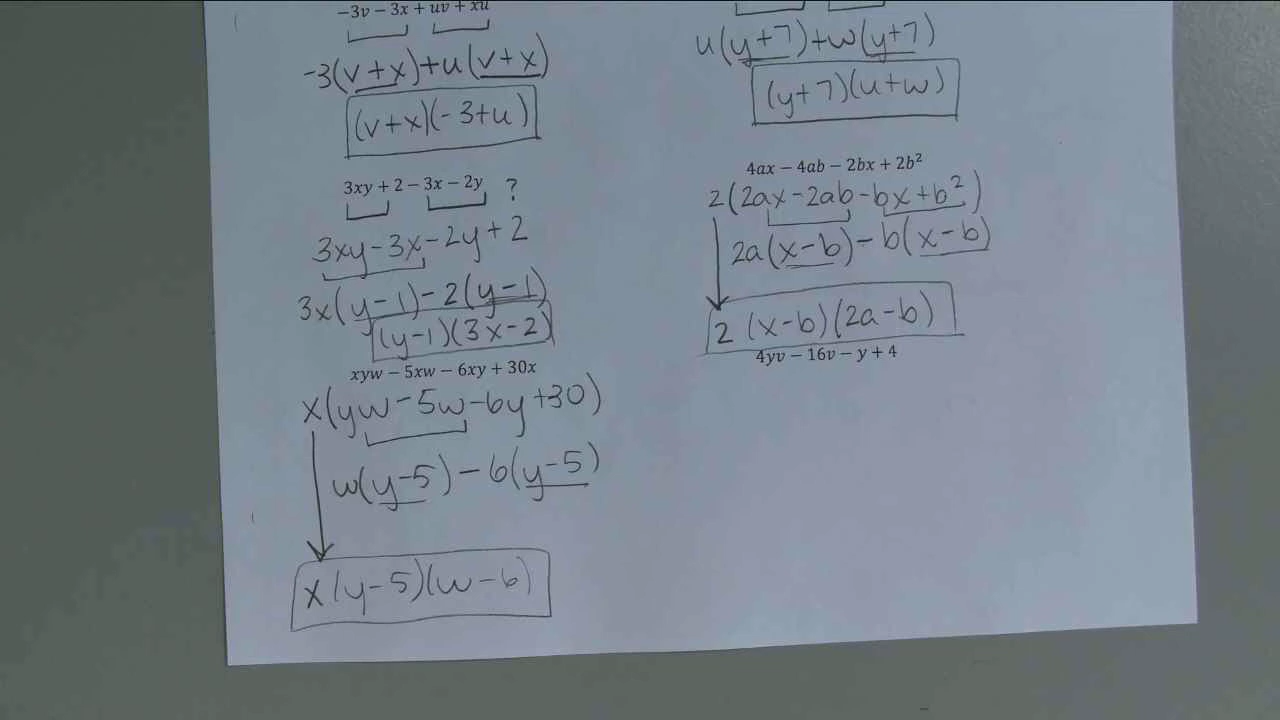 -3v - 3x + uv + xu
-3(v+x)+u(v+x)
(v+x)(-3+u)
3xy + 2 - 3x - 2y ?
3xy-3x-2y+2
3x(y-1)-2(y-1)
(y-1)(3x-2)
xyw - 5xw - 6xy + 30x
x(yw-5w-6y+30)
w(y-5)-6(y-5)
x(y-5)(w-6)
u(y+7)+w(y+7)
(y+7)(u+w)
4ax - 4ab - 2bx + 2b²
2(2ax-2ab-bx+b²)
2a(x-b)-b(x-b)
2 (x-b)(2a-b)
4yv - 16v - y + 4